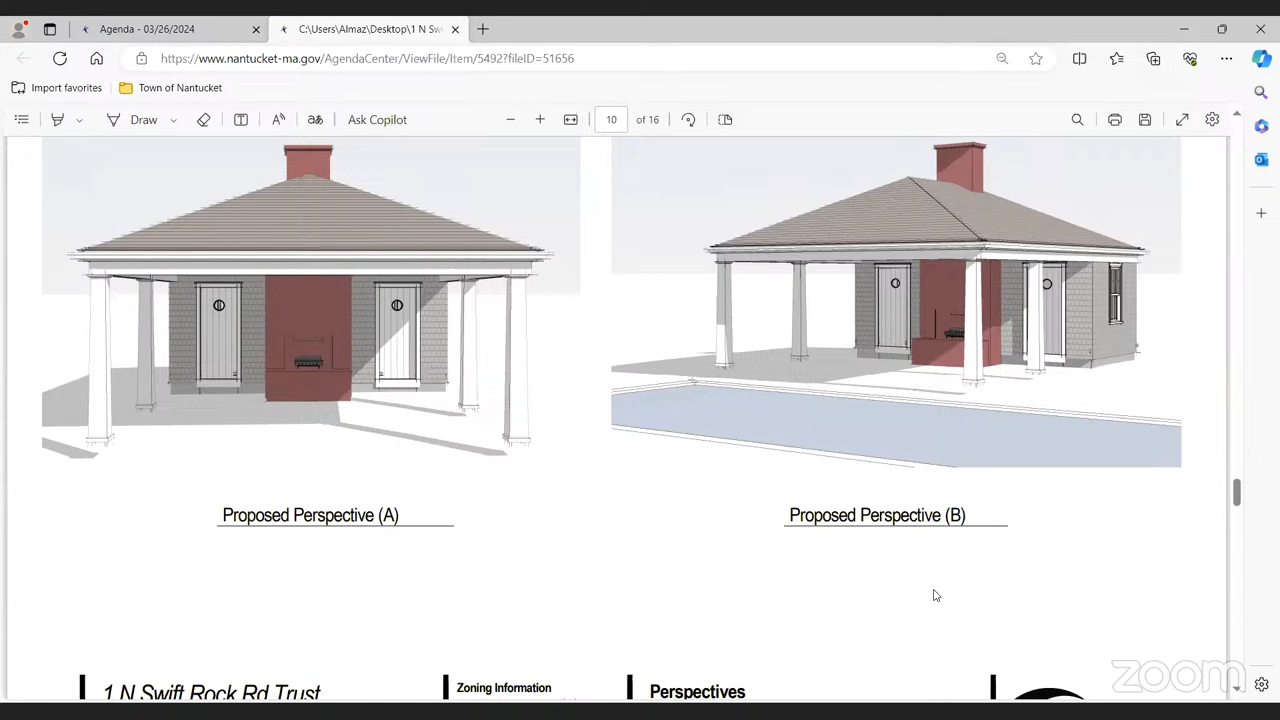 Agenda - 03/26/2024
C:\Users\Almaz\Desktop\1 N Sw
https://www.nantucket-ma.gov/AgendaCenter/ViewFile/Item/5492?fileID=51656
Import favorites
Town of Nantucket
Draw
Ask Copilot
10 of 16
Proposed Perspective (A)
Proposed Perspective (B)
1 N Swift Rock Rd Trust
Zoning Information
Perspectives
zoom